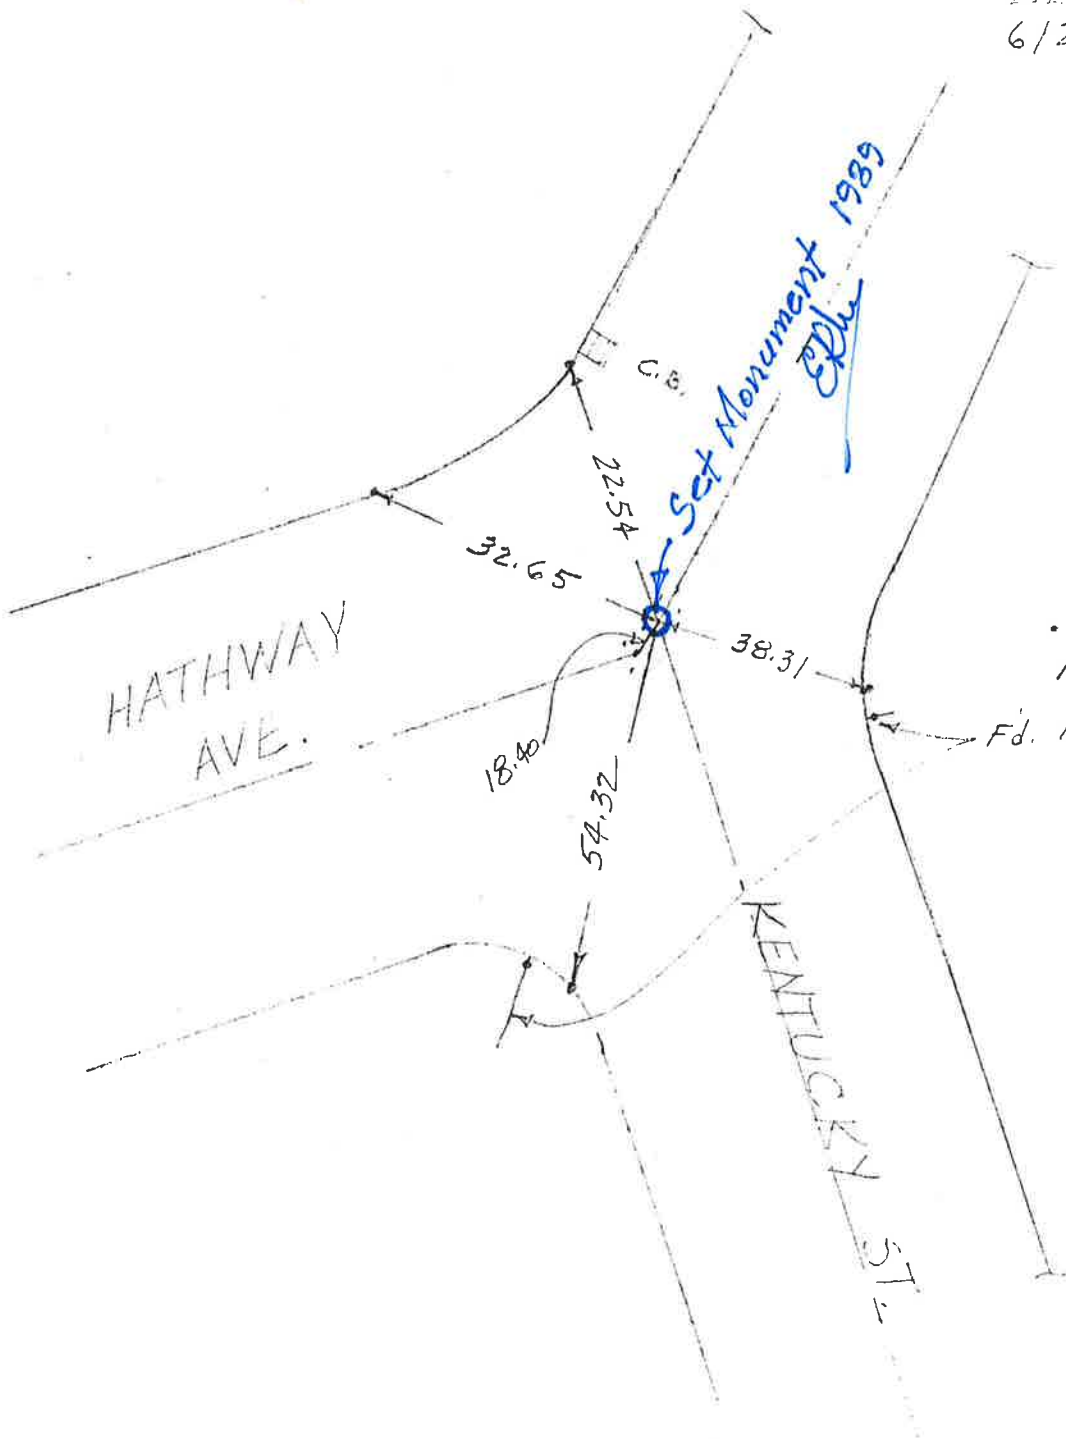 6/2
Set Monument 1989
C.B.
22.54
32.65
38.31
HATHWAY
AVE.
18.40
Fd.
54.32
KENTUCKY ST.